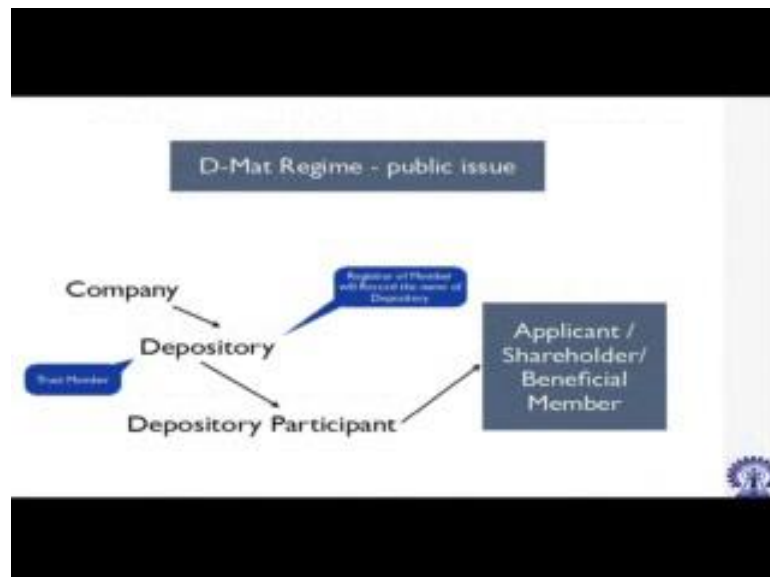 D-Mat Regime - public issue
Company
Register of Member
will Record the name of
Depository
Depository
Trust Member
Depository Participant
Applicant /
Shareholder/
Beneficial
Member